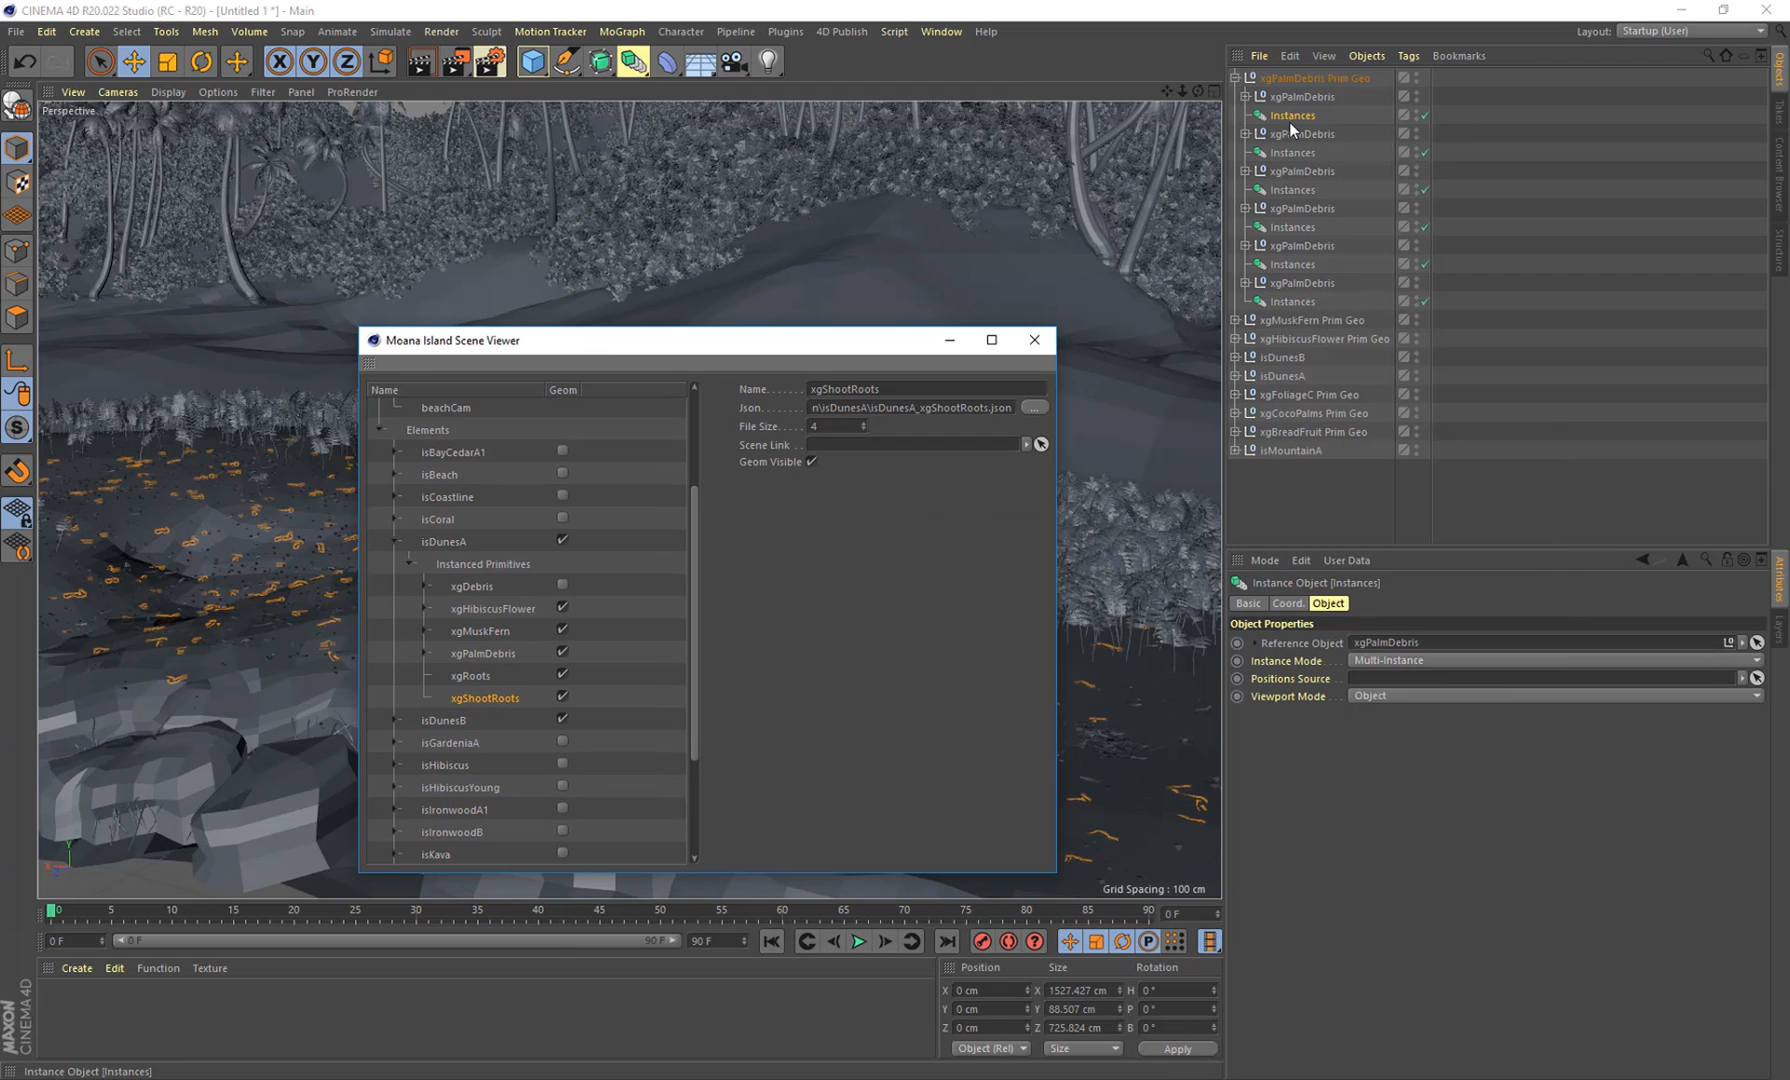 CINEMA 4D R20.022 Studio (RC - R20) - [Untitled 1 *] - Main
File Edit Create Select Tools Mesh Volume Snap Animate Simulate Render Sculpt Motion Tracker MoGraph Character Pipeline Plugins 4D Publish Script Window Help
Layout: Startup (User)
View Cameras Display Options Filter Panel ProRender
Perspective
File Edit View Objects Tags Bookmarks
xgPalmDebris Prim Geo
xgPalmDebris
Instances
xgPalmDebris
Instances
xgPalmDebris
Instances
xgPalmDebris
Instances
xgPalmDebris
Instances
xgPalmDebris
Instances
xgMuskFern Prim Geo
xgHibiscusFlower Prim Geo
isDunesB
isDunesA
xgFoliageC Prim Geo
xgCocoPalms Prim Geo
xgBreadFruit Prim Geo
isMountainA
Objects
Takes
Content Browser
Structure
Moana Island Scene Viewer
Name Geom
beachCam
Elements
isBayCedarA1
isBeach
isCoastline
isCoral
isDunesA
Instanced Primitives
xgDebris
xgHibiscusFlower
xgMuskFern
xgPalmDebris
xgRoots
xgShootRoots
isDunesB
isGardeniaA
isHibiscus
isHibiscusYoung
isIronwoodA1
isIronwoodB
isKava
Name. . . . . . . xgShootRoots
Json. . . . . . . . n\isDunesA\isDunesA_xgShootRoots.json ...
File Size. . . . . 4
Scene Link . .
Geom Visible
Mode Edit User Data
Instance Object [Instances]
Basic Coord. Object
Object Properties
Reference Object xgPalmDebris
Instance Mode . . . . Multi-Instance
Positions Source . .
Viewport Mode . . . Object
Attributes
Layers
Grid Spacing : 100 cm
0 5 10 15 20 25 30 35 40 45 50 55 60 65 70 75 80 85 90 0 F
0 F 0 F 90 F 90 F
Create Edit Function Texture
Position Size Rotation
X 0 cm X 1527.427 cm H 0 °
Y 0 cm Y 88.507 cm P 0 °
Z 0 cm Z 725.824 cm B 0 °
Object (Rel) Size Apply
MAXON CINEMA 4D
Instance Object [Instances]